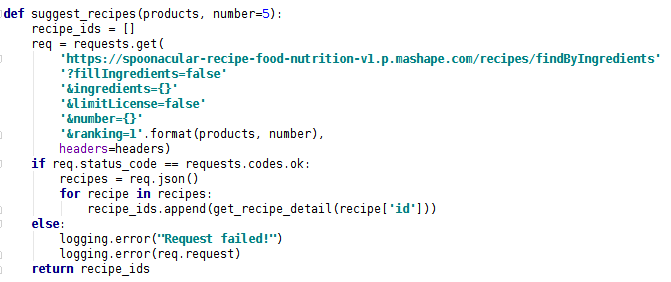 def suggest_recipes(products, number=5):
    recipe_ids = []
    req = requests.get(
        'https://spoonacular-recipe-food-nutrition-v1.p.mashape.com/recipes/findByIngredients'
        '?fillIngredients=false'
        '&ingredients={}'
        '&limitLicense=false'
        '&number={}'
        '&ranking=1'.format(products, number),
        headers=headers)
    if req.status_code == requests.codes.ok:
        recipes = req.json()
        for recipe in recipes:
            recipe_ids.append(get_recipe_detail(recipe['id']))
    else:
        logging.error("Request failed!")
        logging.error(req.request)
    return recipe_ids